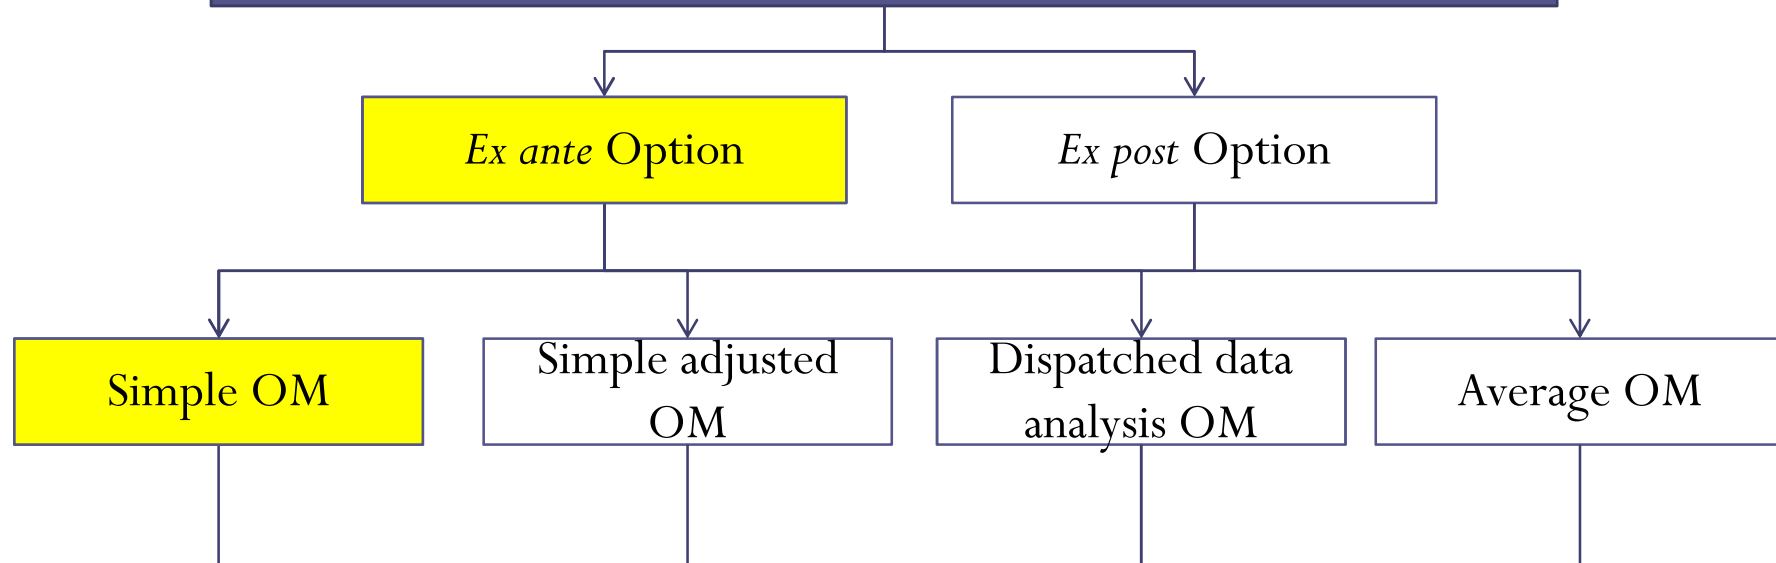 Ex ante Option
Ex post Option
Simple OM
Simple adjusted
OM
Dispatched data
analysis OM
Average OM